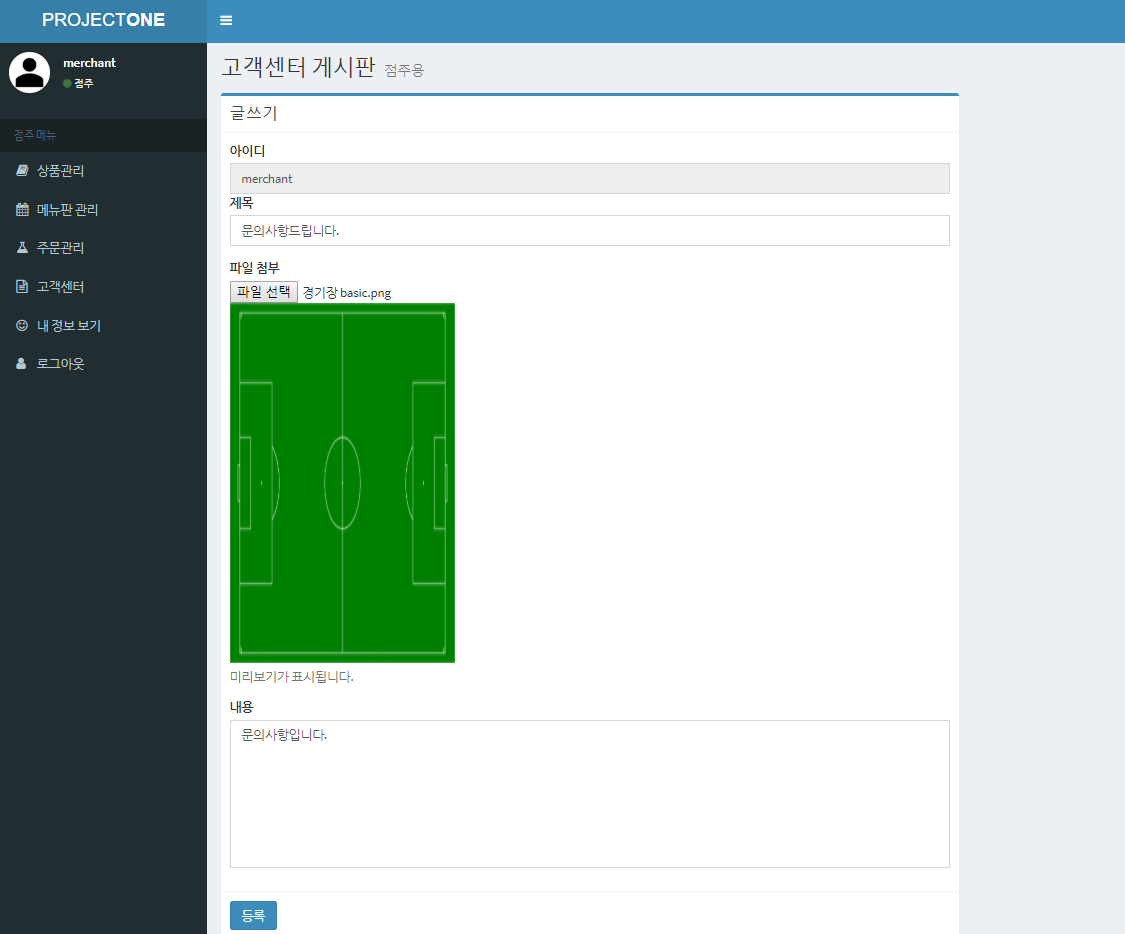 PROJECTONE
merchant
점주
점주 메뉴
상품관리
메뉴판 관리
주문관리
고객센터
내 정보 보기
로그아웃
고객센터 게시판 점주용
글쓰기
아이디
merchant
제목
문의사항드립니다.
파일 첨부
파일 선택 경기장 basic.png
미리보기가 표시됩니다.
내용
문의사항입니다.
등록